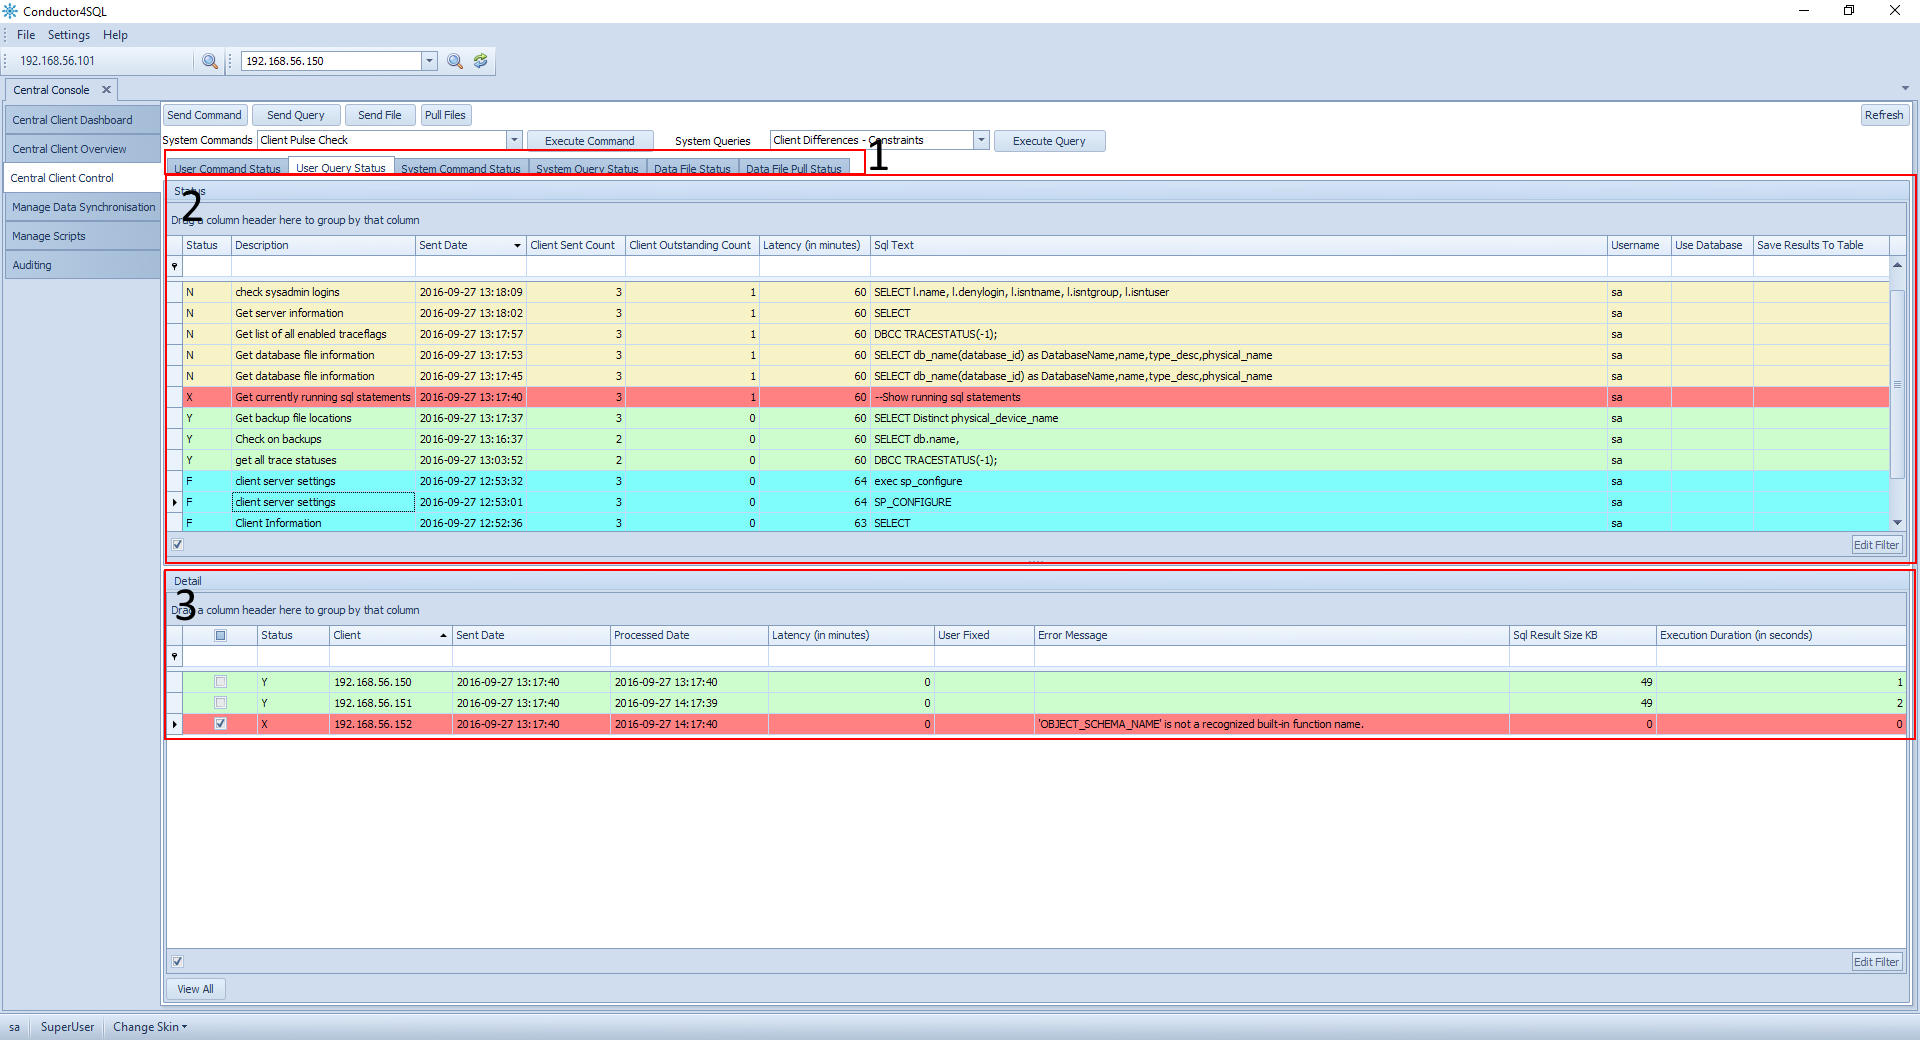 Conductor4SQL
File Settings Help
192.168.56.101 192.168.56.150
Central Console
Send Command Send Query Send File Pull Files Refresh
System Commands Client Pulse Check Execute Command System Queries Client Differences - Constraints Execute Query
User Command Status User Query Status System Command Status System Query Status Data File Status Data File Pull Status 1
Central Client Dashboard
Central Client Overview
Central Client Control
Manage Data Synchronisation
Manage Scripts
Auditing
Status
2
Drag a column header here to group by that column
Status Description Sent Date Client Sent Count Client Outstanding Count Latency (in minutes) Sql Text Username Use Database Save Results To Table
N check sysadmin logins 2016-09-27 13:18:09 3 1 60 SELECT l.name, l.denylogin, l.isntname, l.isntgroup, l.isntuser sa
N Get server information 2016-09-27 13:18:02 3 1 60 SELECT sa
N Get list of all enabled traceflags 2016-09-27 13:17:57 3 1 60 DBCC TRACESTATUS(-1); sa
N Get database file information 2016-09-27 13:17:53 3 1 60 SELECT db_name(database_id) as DatabaseName,name,type_desc,physical_name sa
N Get database file information 2016-09-27 13:17:45 3 1 60 SELECT db_name(database_id) as DatabaseName,name,type_desc,physical_name sa
X Get currently running sql statements 2016-09-27 13:17:40 3 1 60 --Show running sql statements sa
Y Get backup file locations 2016-09-27 13:17:37 3 0 60 SELECT Distinct physical_device_name sa
Y Check on backups 2016-09-27 13:16:37 2 0 60 SELECT db.name, sa
Y get all trace statuses 2016-09-27 13:03:52 2 0 60 DBCC TRACESTATUS(-1); sa
F client server settings 2016-09-27 12:53:32 3 0 64 exec sp_configure sa
F client server settings 2016-09-27 12:53:01 3 0 64 SP_CONFIGURE sa
F Client Information 2016-09-27 12:52:36 3 0 63 SELECT sa
Edit Filter
Detail
3
Drag a column header here to group by that column
Status Client Sent Date Processed Date Latency (in minutes) User Fixed Error Message Sql Result Size KB Execution Duration (in seconds)
Y 192.168.56.150 2016-09-27 13:17:40 2016-09-27 13:17:40 0 49 1
Y 192.168.56.151 2016-09-27 13:17:40 2016-09-27 14:17:39 0 49 2
X 192.168.56.152 2016-09-27 13:17:40 2016-09-27 14:17:40 0 'OBJECT_SCHEMA_NAME' is not a recognized built-in function name. 0 0
Edit Filter
View All
sa SuperUser Change Skin